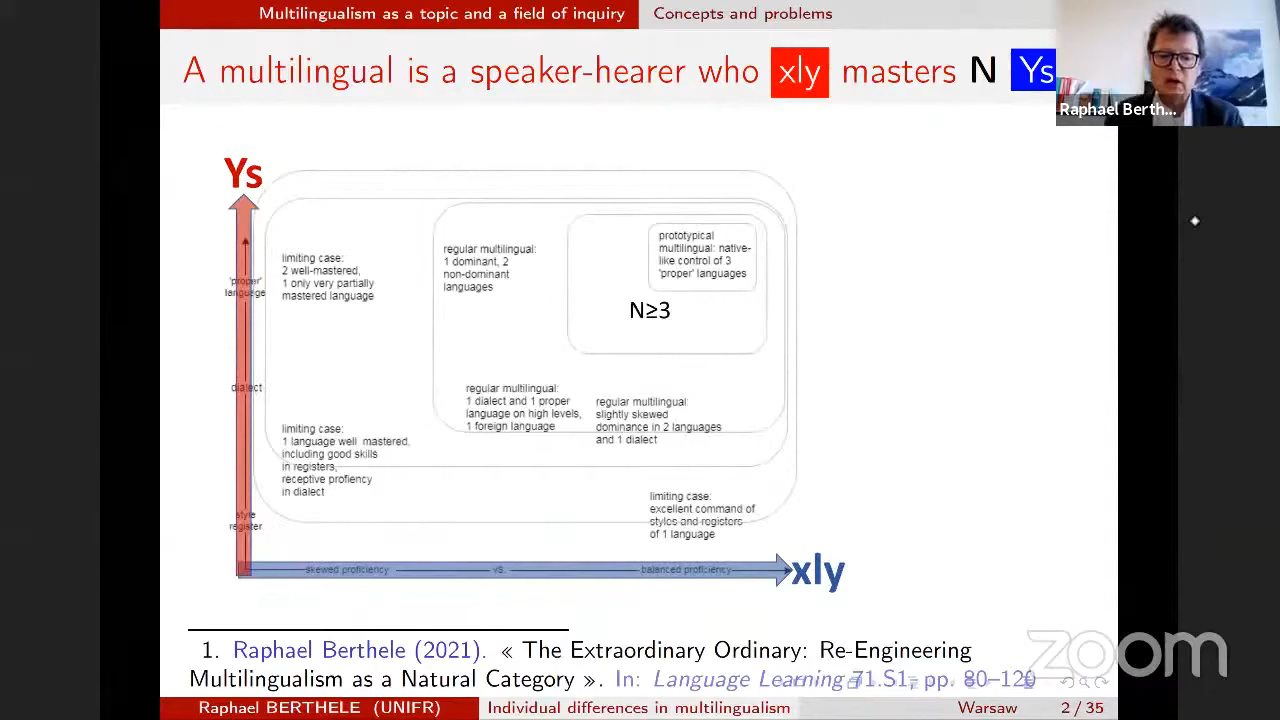 Multilingualism as a topic and a field of inquiry Concepts and problems
A multilingual is a speaker-hearer who xly masters N Ys
Raphael Berth...
Ys
prototypical
multilingual: native-
like control of 3
'proper' languages
regular multilingual:
1 dominant, 2
non-dominant
languages
limiting case:
2 well-mastered,
1 only very partially
mastered language
'proper'
language
N≥3
dialect
regular multilingual:
1 dialect and 1 proper
language on high levels,
1 foreign language
regular multilingual:
slightly skewed
dominance in 2 languages
and 1 dialect
limiting case:
1 language well mastered,
including good skills
in registers,
receptive profiency
in dialect
limiting case:
excellent command of
styles and registers
of 1 language
style
register
skewed proficiency vs. balanced proficiency
xly
1. Raphael Berthele (2021). « The Extraordinary Ordinary: Re-Engineering
Multilingualism as a Natural Category ». In: Language Learning 71.S1, pp. 80–120
zoom
Raphael BERTHELE (UNIFR) Individual differences in multilingualism Warsaw 2 / 35